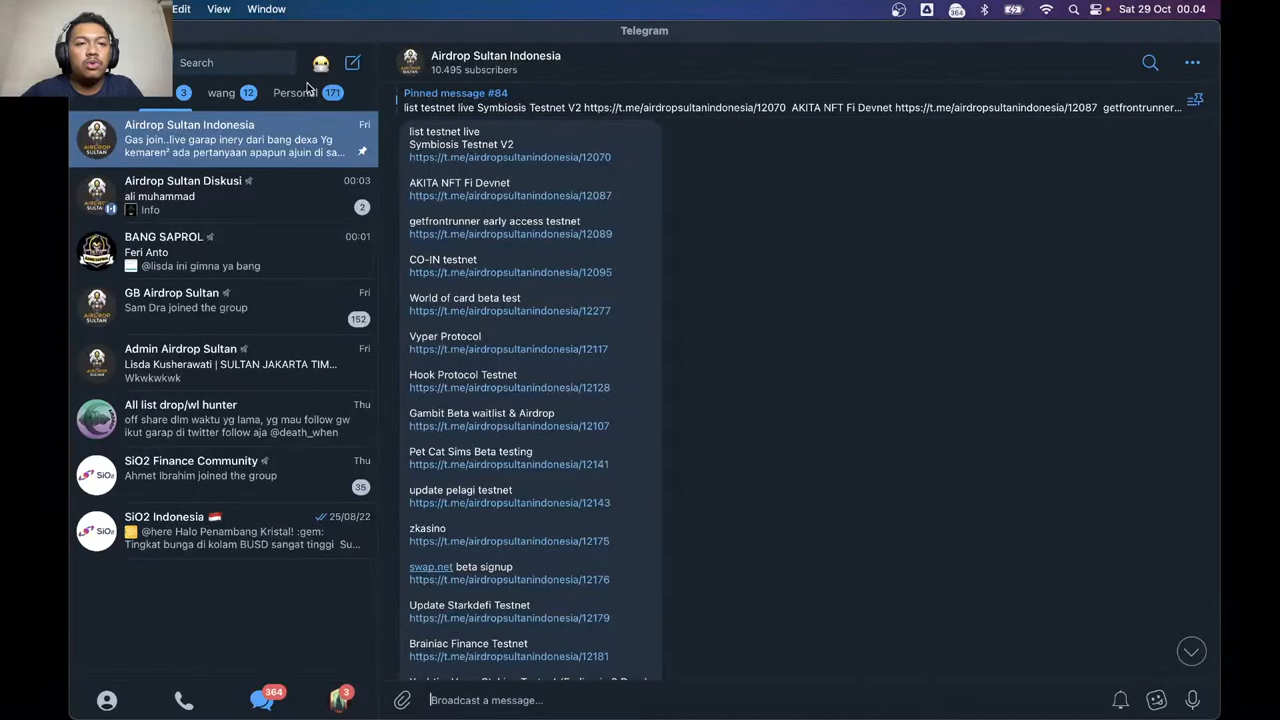 dit
View
Window
364
Sat 29 Oct 00.04
Telegram
Search
3
wang
12
Personal
171
Airdrop Sultan Indonesia
Fri
Gas join..live garap inery dari bang dexa Yg
kemaren² ada pertanyaan apapun ajuin di sa...
Airdrop Sultan Diskusi
00:03
ali muhammad
Info
2
BANG SAPROL
00:01
Feri Anto
@lisda ini gimna ya bang
GB Airdrop Sultan
Fri
Sam Dra joined the group
152
Admin Airdrop Sultan
Fri
Lisda Kusherawati | SULTAN JAKARTA TIM...
Wkwkwkwk
All list drop/wl hunter
Thu
off share dlm waktu yg lama, yg mau follow gw
ikut garap di twitter follow aja @death_when
SiO2 Finance Community
Thu
Ahmet Ibrahim joined the group
35
SiO2 Indonesia
25/08/22
@here Halo Penambang Kristal! :gem:
Tingkat bunga di kolam BUSD sangat tinggi Su...
364
3
Airdrop Sultan Indonesia
10.495 subscribers
Pinned message #84
list testnet live Symbiosis Testnet V2 https://t.me/airdropsultanindonesia/12070 AKITA NFT Fi Devnet https://t.me/airdropsultanindonesia/12087 getfrontrunner...
list testnet live
Symbiosis Testnet V2
https://t.me/airdropsultanindonesia/12070
AKITA NFT Fi Devnet
https://t.me/airdropsultanindonesia/12087
getfrontrunner early access testnet
https://t.me/airdropsultanindonesia/12089
CO-IN testnet
https://t.me/airdropsultanindonesia/12095
World of card beta test
https://t.me/airdropsultanindonesia/12277
Vyper Protocol
https://t.me/airdropsultanindonesia/12117
Hook Protocol Testnet
https://t.me/airdropsultanindonesia/12128
Gambit Beta waitlist & Airdrop
https://t.me/airdropsultanindonesia/12107
Pet Cat Sims Beta testing
https://t.me/airdropsultanindonesia/12141
update pelagi testnet
https://t.me/airdropsultanindonesia/12143
zkasino
https://t.me/airdropsultanindonesia/12175
swap.net beta signup
https://t.me/airdropsultanindonesia/12176
Update Starkdefi Testnet
https://t.me/airdropsultanindonesia/12179
Brainiac Finance Testnet
https://t.me/airdropsultanindonesia/12181
Broadcast a message...